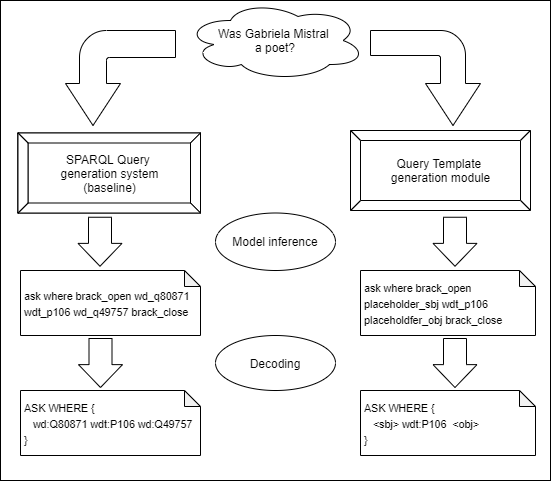 Was Gabriela Mistral
a poet?
SPARQL Query
generation system
(baseline)
Query Template
generation module
Model inference
ask where brack_open wd_q80871
wdt_p106 wd_q49757 brack_close
ask where brack_open
placeholder_sbj wdt_p106
placeholdfer_obj brack_close
Decoding
ASK WHERE {
wd:Q80871 wdt:P106 wd:Q49757
}
ASK WHERE {
<sbj> wdt:P106 <obj>
}